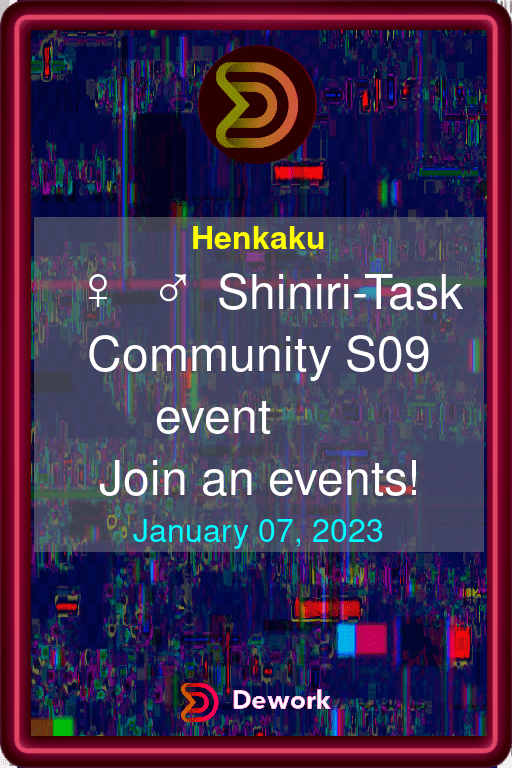 Henkaku
♀ ♂ Shiniri-Task
Community S09
event
Join an events!
January 07, 2023
Dework